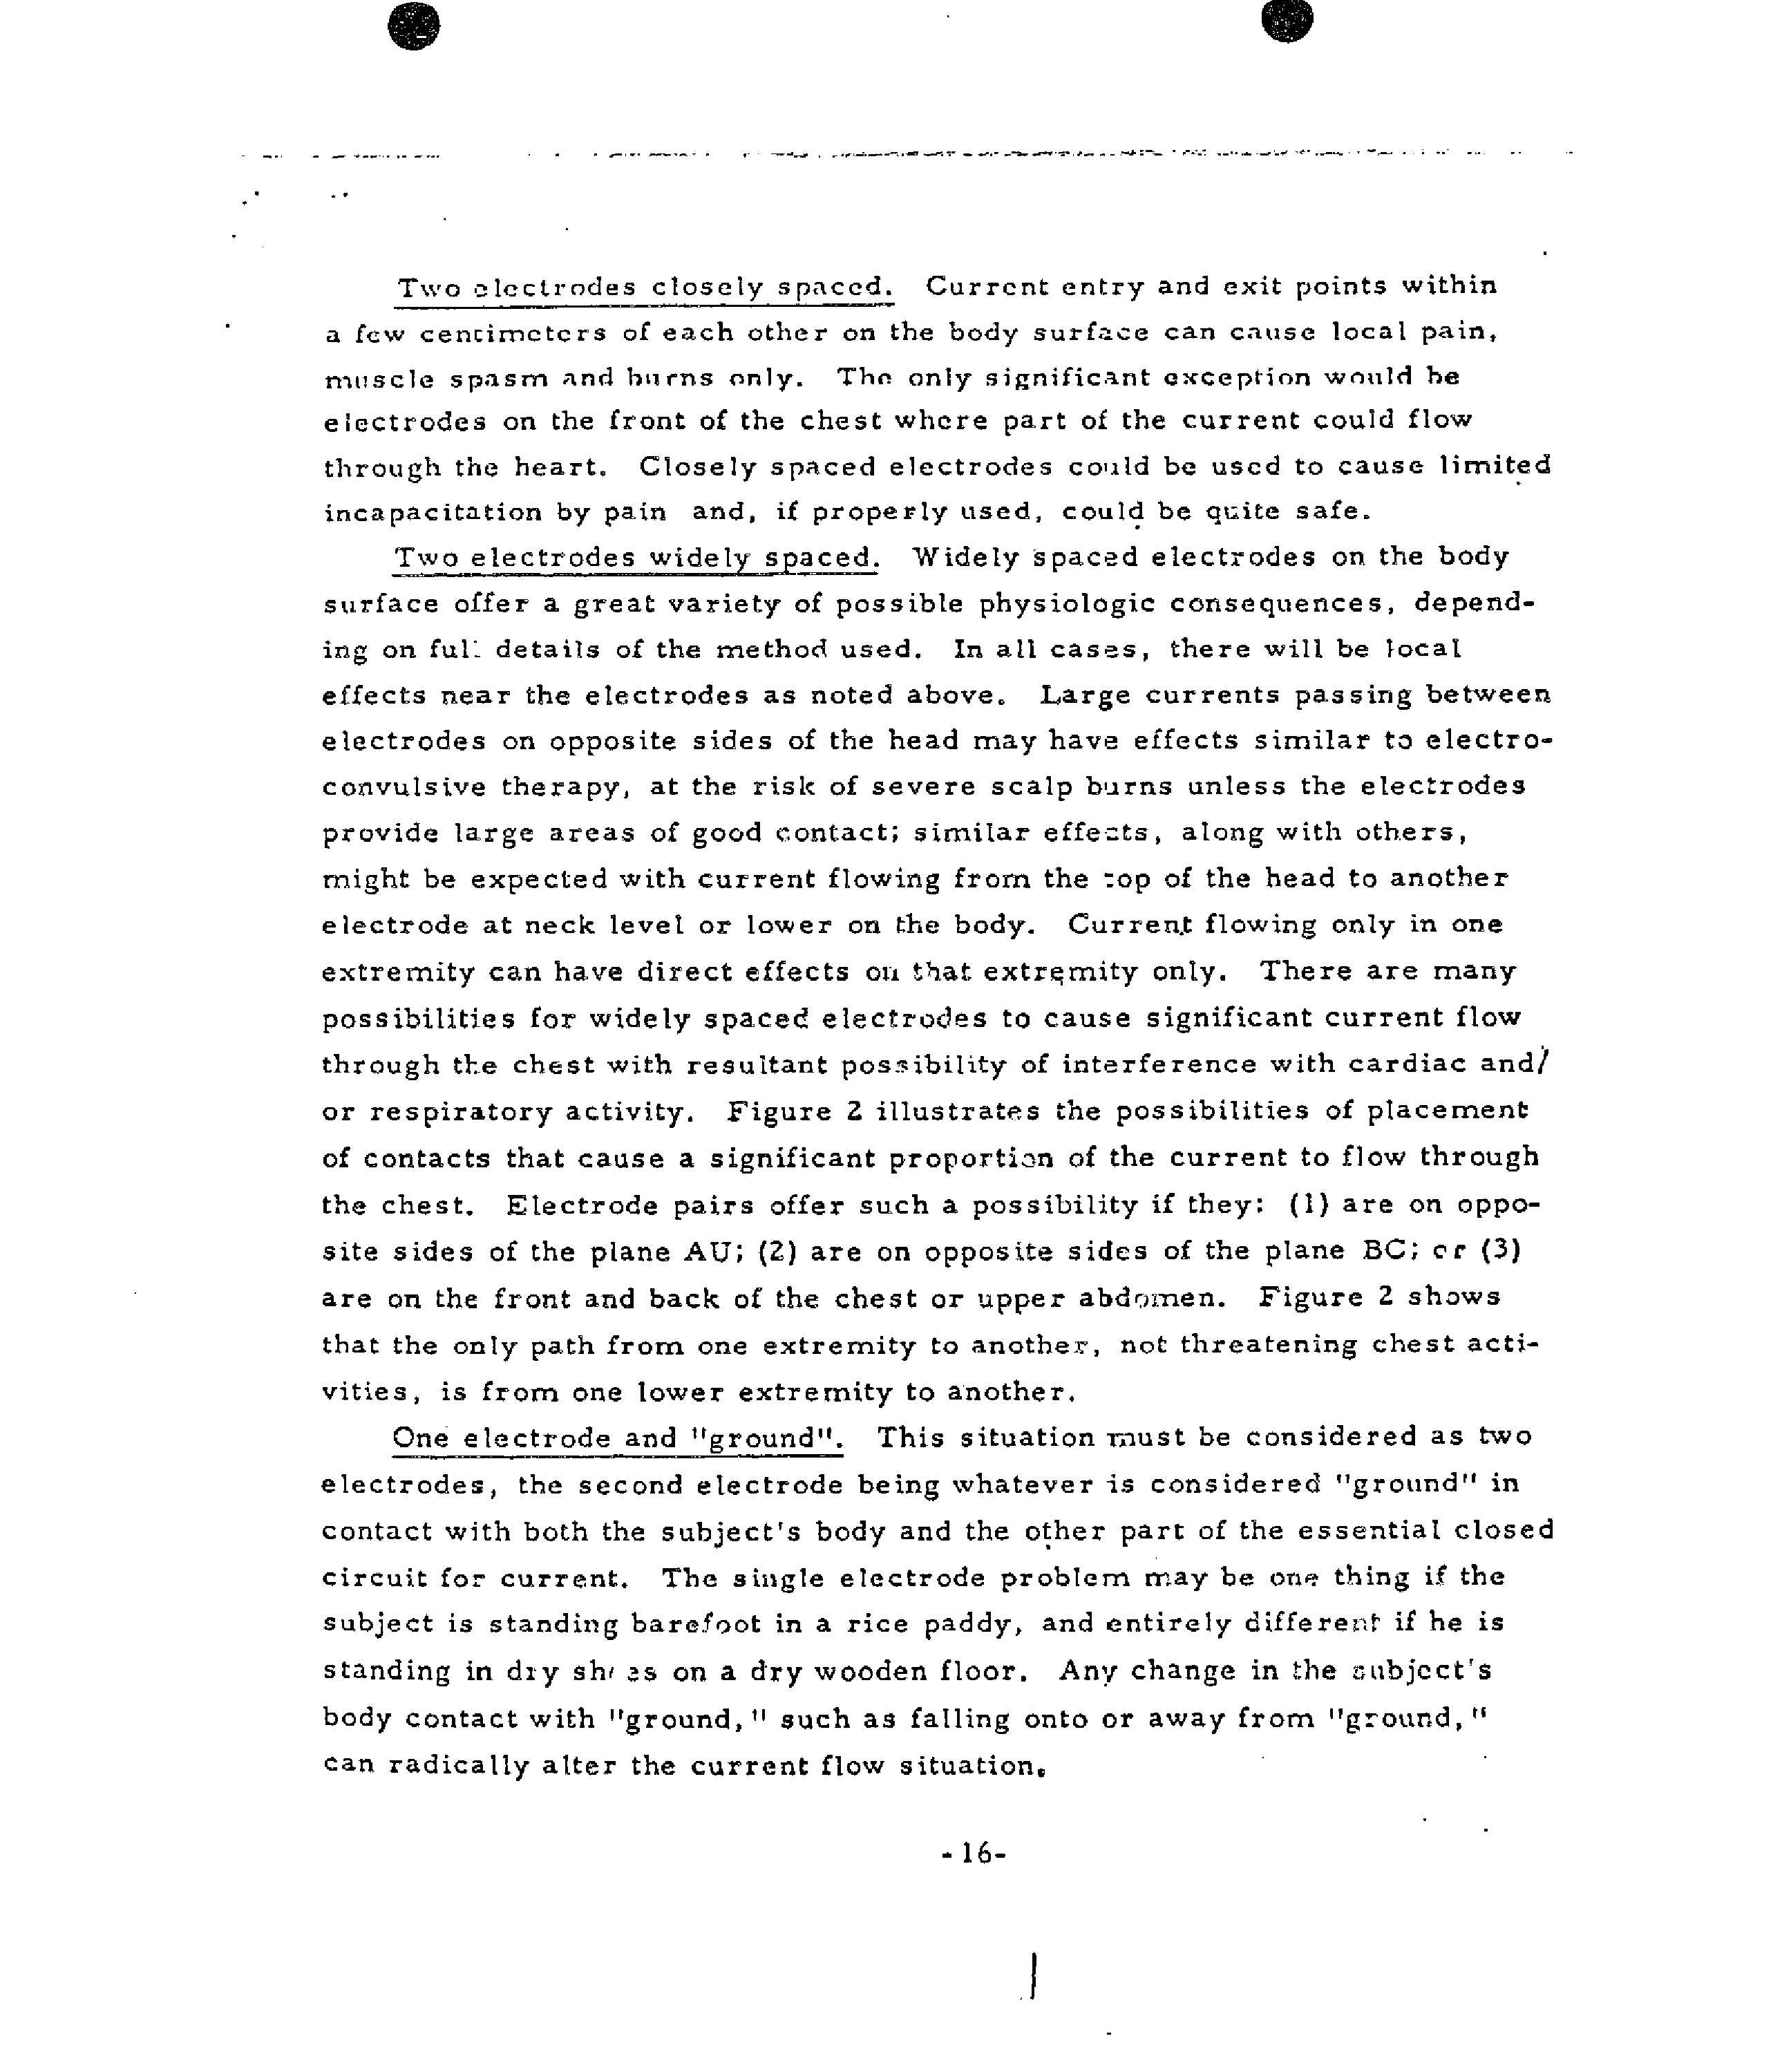 Two electrodes closely spaced. Current entry and exit points within
a few centimeters of each other on the body surface can cause local pain,
muscle spasm and burns only. The only significant exception would be
electrodes on the front of the chest where part of the current could flow
through the heart. Closely spaced electrodes could be used to cause limited
incapacitation by pain and, if properly used, could be quite safe.
Two electrodes widely spaced. Widely spaced electrodes on the body
surface offer a great variety of possible physiologic consequences, depend-
ing on full details of the method used. In all cases, there will be local
effects near the electrodes as noted above. Large currents passing between
electrodes on opposite sides of the head may have effects similar to electro-
convulsive therapy, at the risk of severe scalp burns unless the electrodes
provide large areas of good contact; similar effects, along with others,
might be expected with current flowing from the top of the head to another
electrode at neck level or lower on the body. Current flowing only in one
extremity can have direct effects on that extremity only. There are many
possibilities for widely spaced electrodes to cause significant current flow
through the chest with resultant possibility of interference with cardiac and/
or respiratory activity. Figure 2 illustrates the possibilities of placement
of contacts that cause a significant proportion of the current to flow through
the chest. Electrode pairs offer such a possibility if they: (1) are on oppo-
site sides of the plane AU; (2) are on opposite sides of the plane BC; or (3)
are on the front and back of the chest or upper abdomen. Figure 2 shows
that the only path from one extremity to another, not threatening chest acti-
vities, is from one lower extremity to another.
One electrode and "ground". This situation must be considered as two
electrodes, the second electrode being whatever is considered "ground" in
contact with both the subject's body and the other part of the essential closed
circuit for current. The single electrode problem may be one thing if the
subject is standing barefoot in a rice paddy, and entirely different if he is
standing in dry shoes on a dry wooden floor. Any change in the subject's
body contact with "ground," such as falling onto or away from "ground,"
can radically alter the current flow situation.
-16-